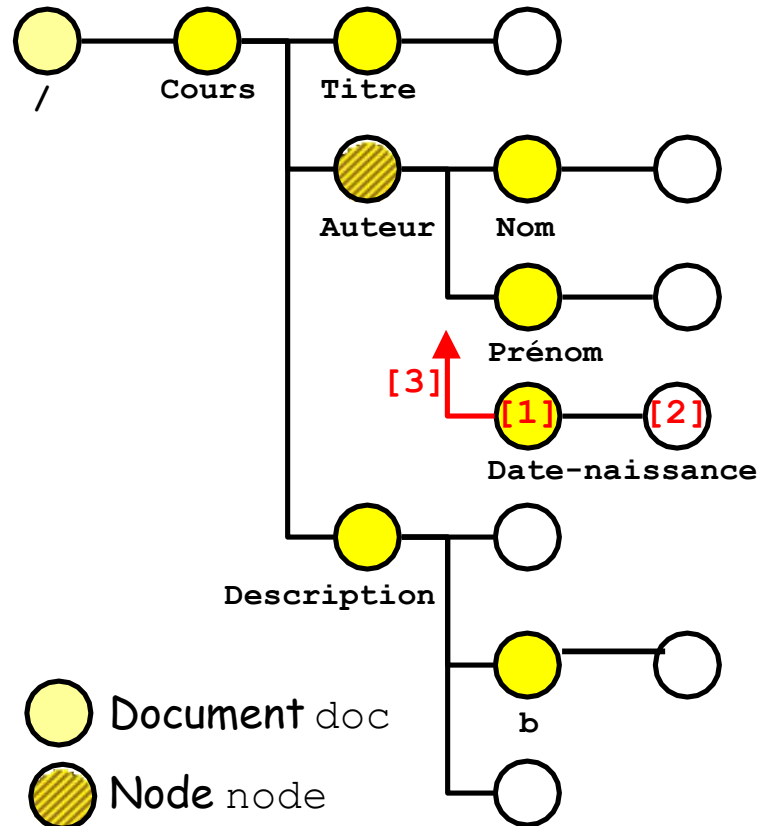 /
Cours
Titre
Auteur
Nom
Prénom
[3]
[1]
[2]
Date-naissance
Description
b
Document doc
Node node